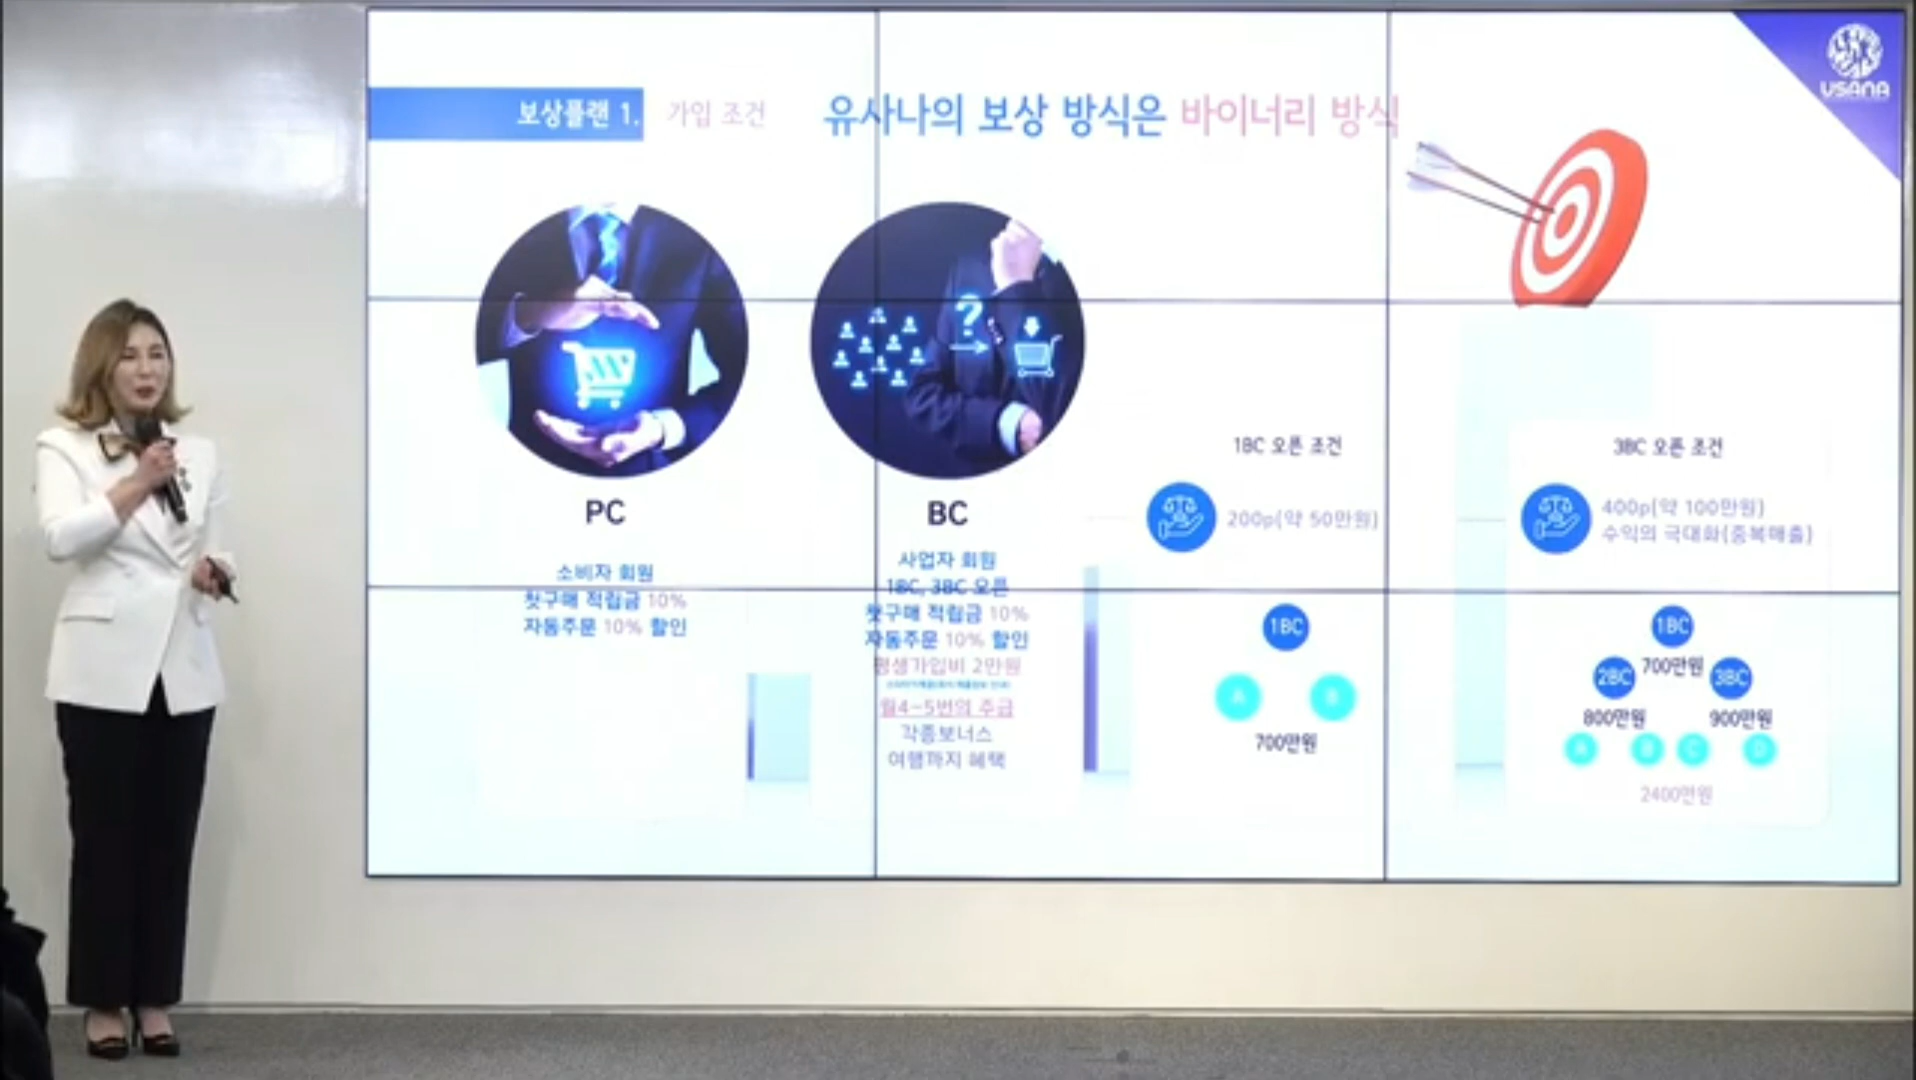 USANA
보상플랜 1.
가입 조건
유사나의 보상 방식은 바이너리 방식
PC
소비자 회원
첫구매 적립금 10%
자동주문 10% 할인
BC
사업자 회원
1BC, 3BC 오픈
첫구매 적립금 10%
자동주문 10% 할인
평생가입비 2만원
월4~5번의 주급
각종보너스
여행까지 혜택
1BC 오픈 조건
200p(약 50만원)
1BC
A
B
700만원
3BC 오픈 조건
400p(약 100만원)
수익의 극대화(중복매출)
1BC
700만원
2BC
3BC
800만원
900만원
A
B
C
D
2400만원